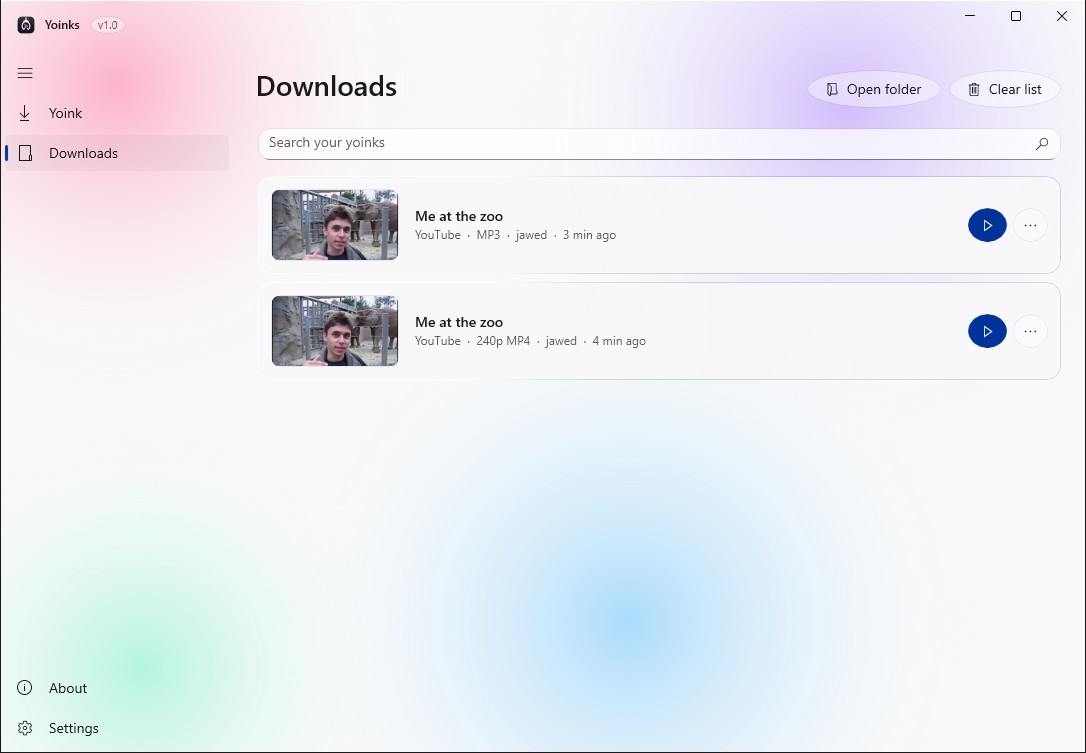 Yoinks v1.0
Yoink
Downloads
Downloads
Open folder
Clear list
Search your yoinks
Me at the zoo
YouTube · MP3 · jawed · 3 min ago
Me at the zoo
YouTube · 240p MP4 · jawed · 4 min ago
About
Settings